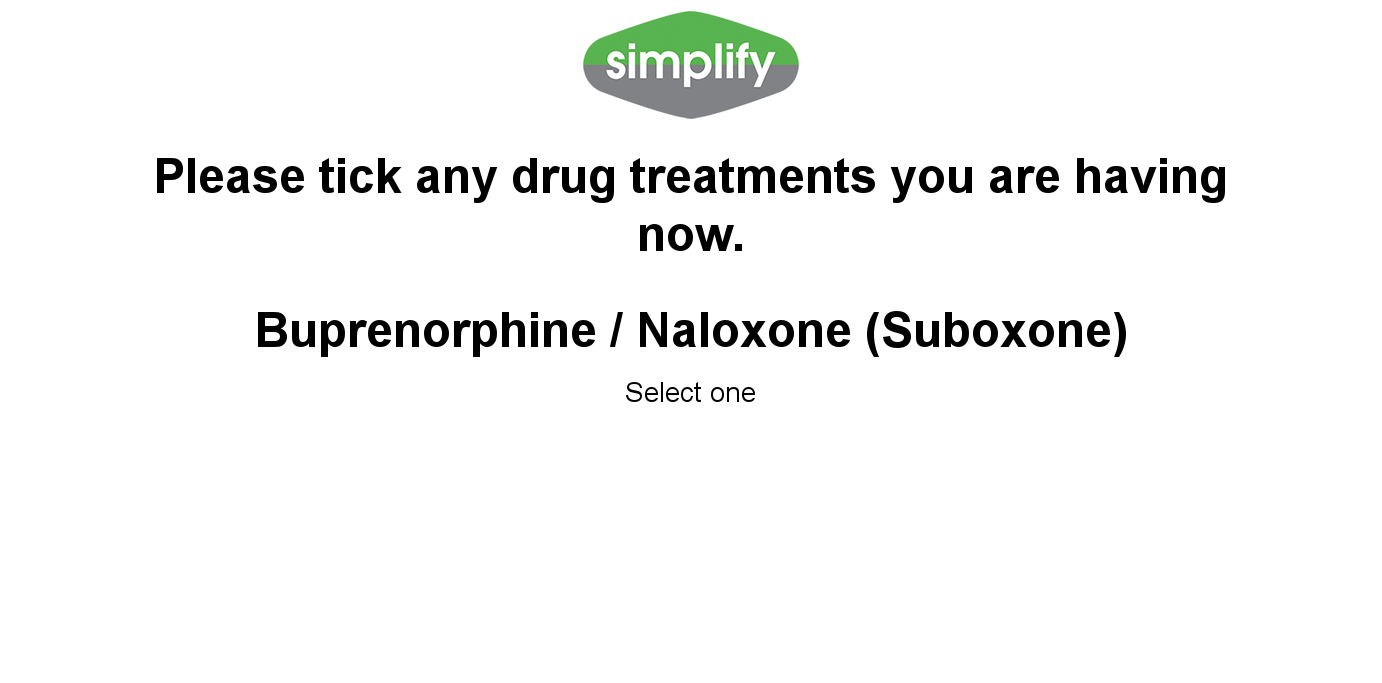 simplify
Please tick any drug treatments you are having
now.
Buprenorphine / Naloxone (Suboxone)
Select one